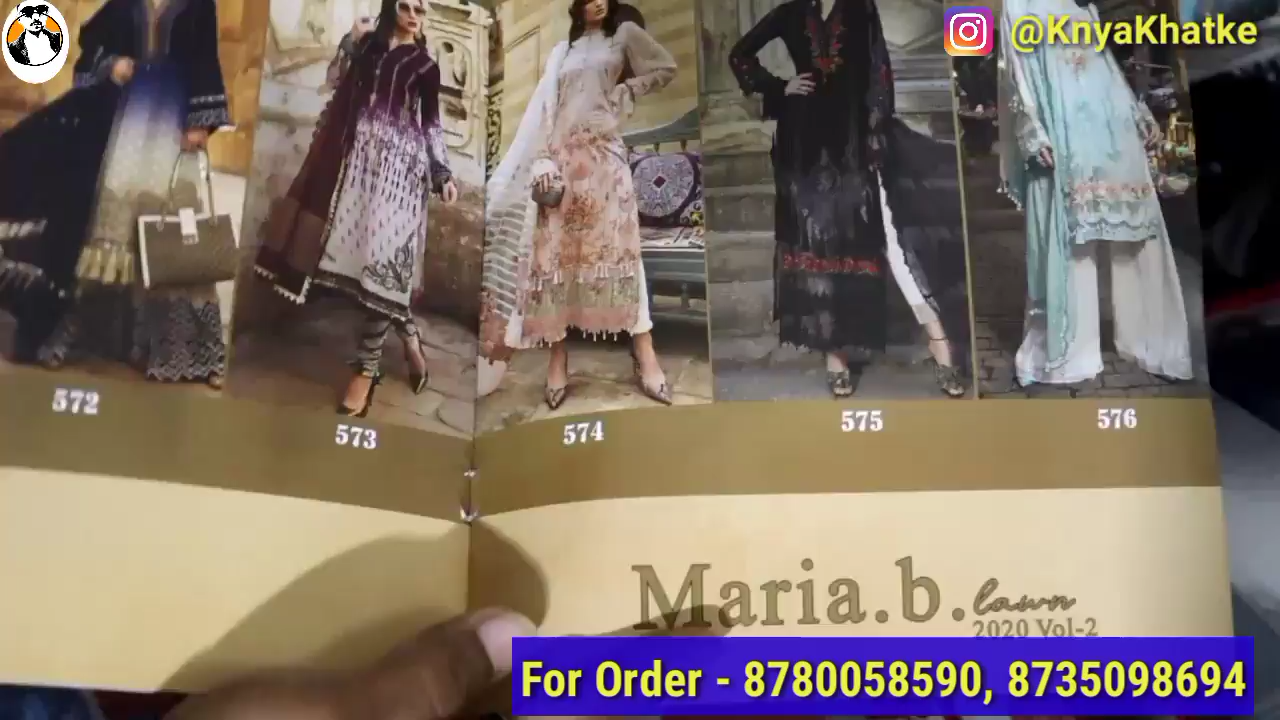 @KnyaKhatke
572
573
574
575
576
Maria.b. lawn
2020 Vol-2
For Order - 8780058590, 8735098694